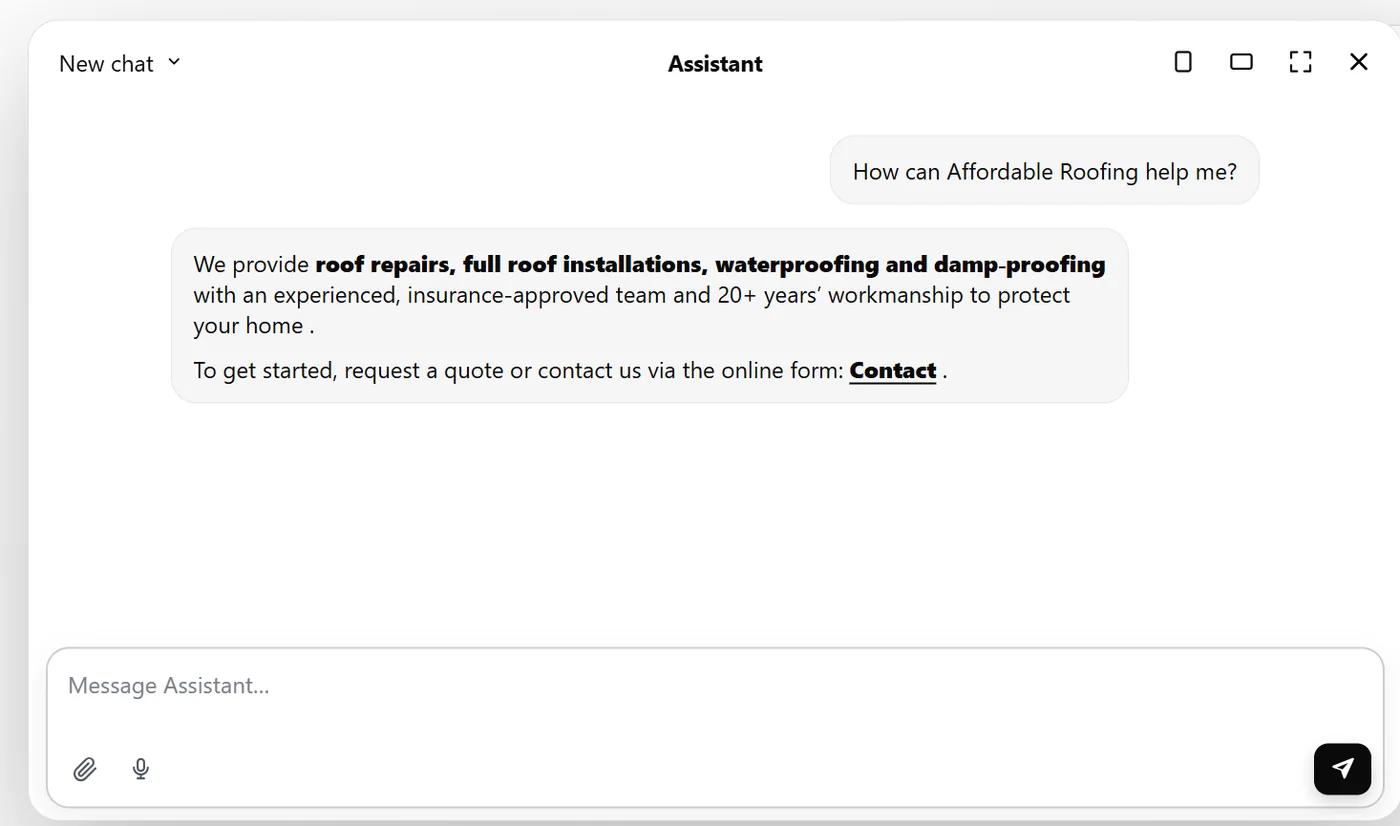 New chat
Assistant
How can Affordable Roofing help me?
We provide roof repairs, full roof installations, waterproofing and damp-proofing
with an experienced, insurance-approved team and 20+ years’ workmanship to protect
your home .
To get started, request a quote or contact us via the online form: Contact .
Message Assistant...